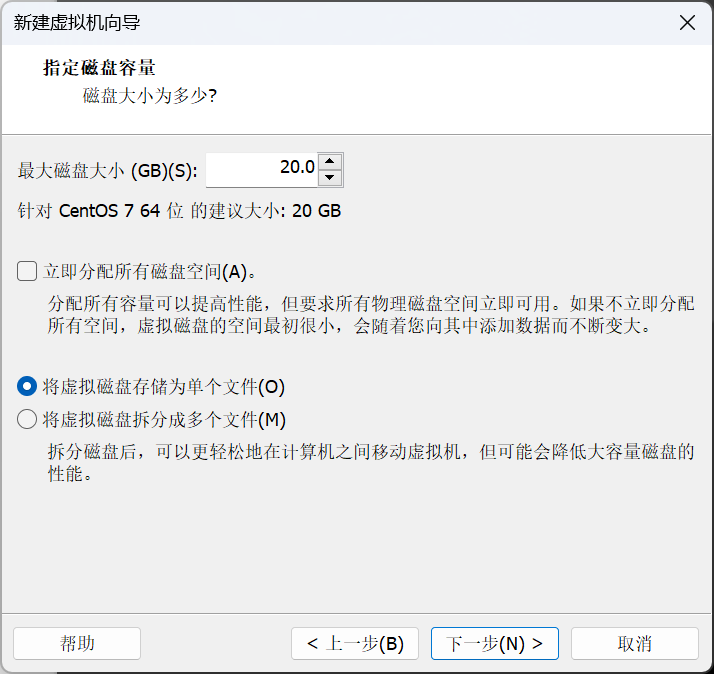 新建虚拟机向导
指定磁盘容量
磁盘大小为多少?
最大磁盘大小 (GB)(S): 20.0
针对 CentOS 7 64 位 的建议大小: 20 GB
立即分配所有磁盘空间(A)。
分配所有容量可以提高性能，但要求所有物理磁盘空间立即可用。如果不立即分配
所有空间，虚拟磁盘的空间最初很小，会随着您向其中添加数据而不断变大。
将虚拟磁盘存储为单个文件(O)
将虚拟磁盘拆分成多个文件(M)
拆分磁盘后，可以更轻松地在计算机之间移动虚拟机，但可能会降低大容量磁盘的
性能。
帮助 < 上一步(B) 下一步(N) > 取消